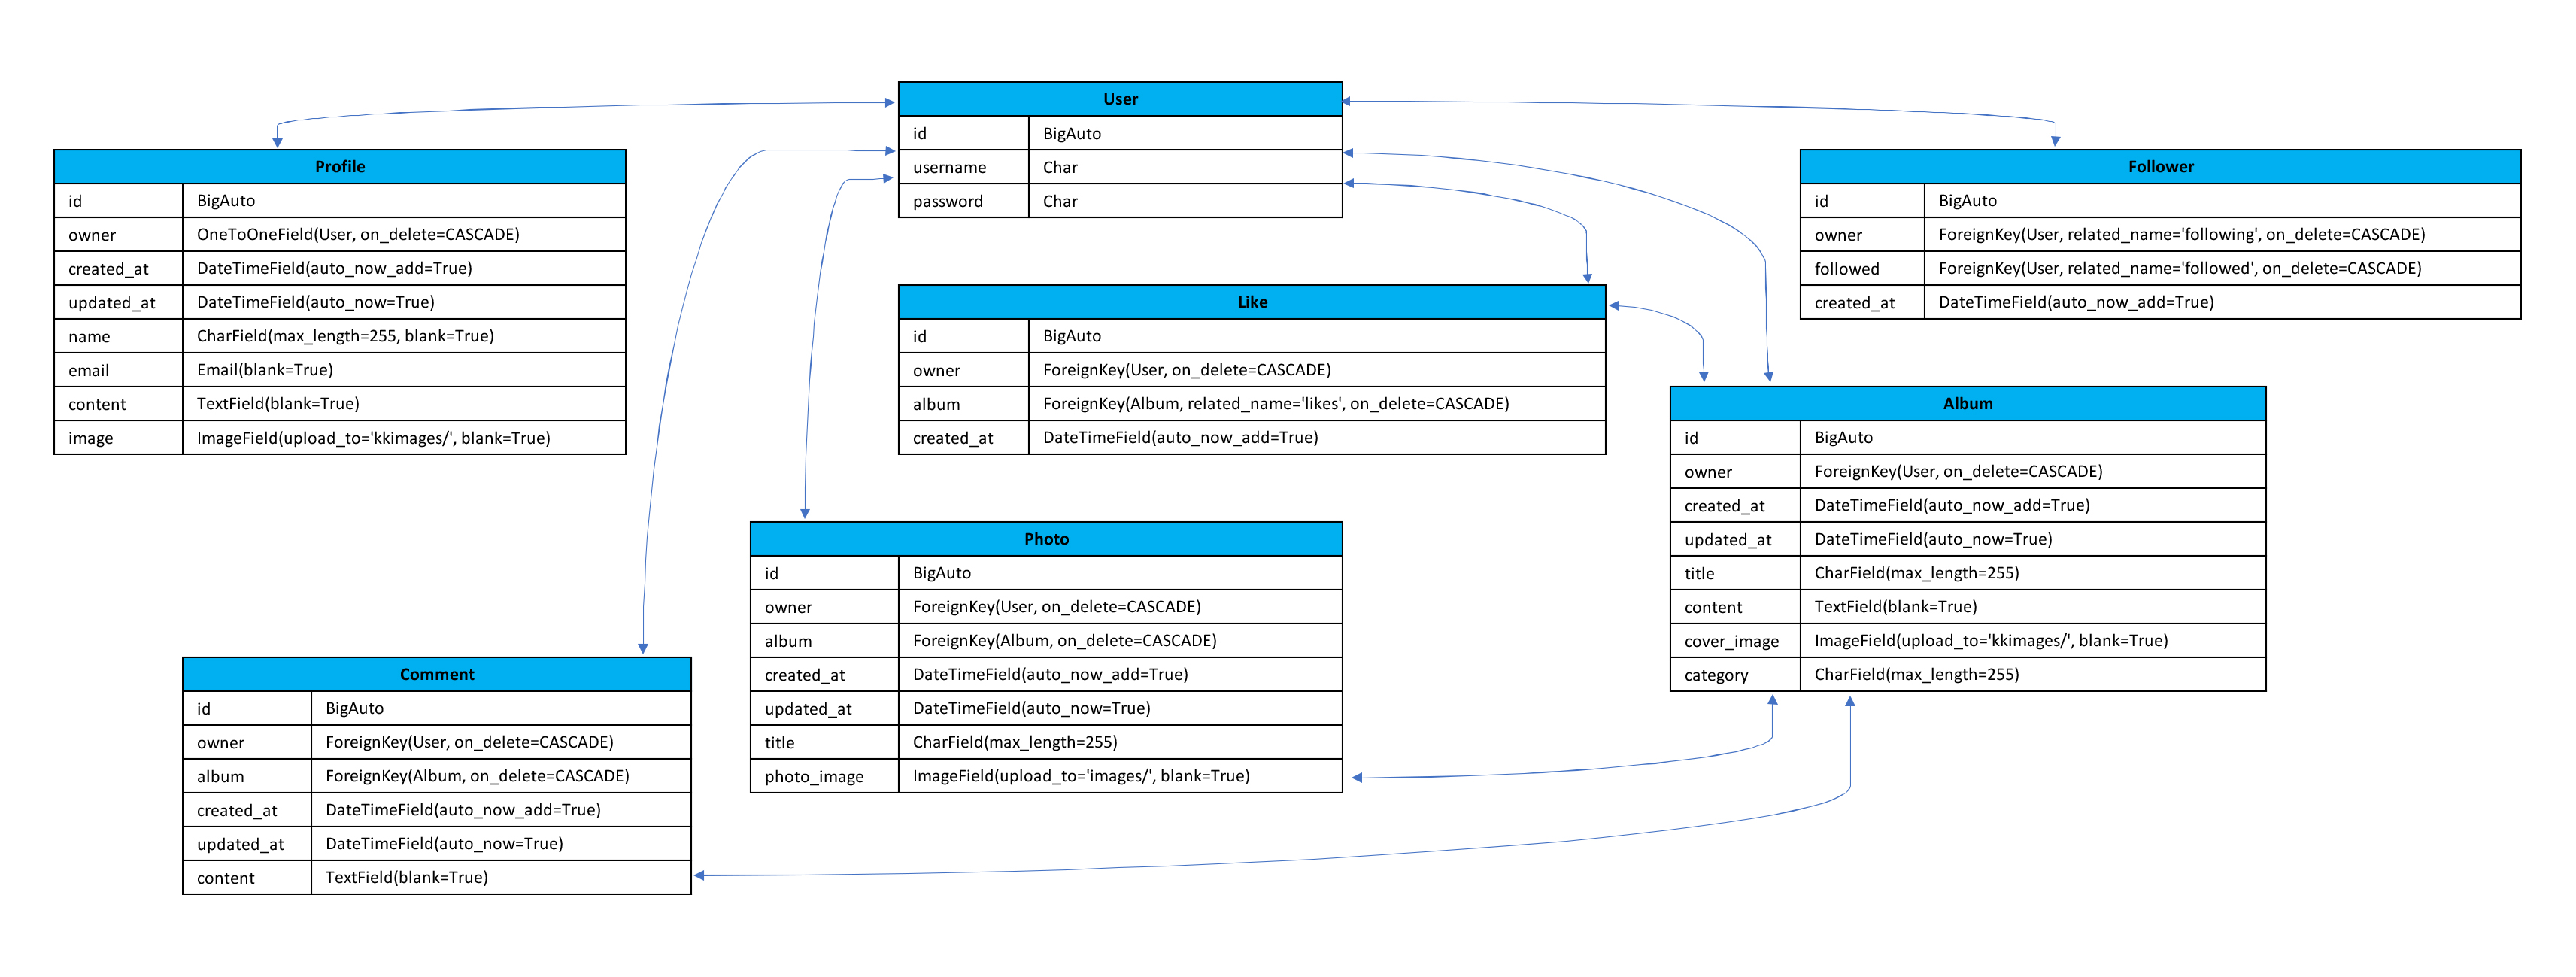 User
id BigAuto
username Char
password Char
Profile
id BigAuto
owner OneToOneField(User, on_delete=CASCADE)
created_at DateTimeField(auto_now_add=True)
updated_at DateTimeField(auto_now=True)
name CharField(max_length=255, blank=True)
email Email(blank=True)
content TextField(blank=True)
image ImageField(upload_to='kkimages/', blank=True)
Follower
id BigAuto
owner ForeignKey(User, related_name='following', on_delete=CASCADE)
followed ForeignKey(User, related_name='followed', on_delete=CASCADE)
created_at DateTimeField(auto_now_add=True)
Like
id BigAuto
owner ForeignKey(User, on_delete=CASCADE)
album ForeignKey(Album, related_name='likes', on_delete=CASCADE)
created_at DateTimeField(auto_now_add=True)
Album
id BigAuto
owner ForeignKey(User, on_delete=CASCADE)
created_at DateTimeField(auto_now_add=True)
updated_at DateTimeField(auto_now=True)
title CharField(max_length=255)
content TextField(blank=True)
cover_image ImageField(upload_to='kkimages/', blank=True)
category CharField(max_length=255)
Photo
id BigAuto
owner ForeignKey(User, on_delete=CASCADE)
album ForeignKey(Album, on_delete=CASCADE)
created_at DateTimeField(auto_now_add=True)
updated_at DateTimeField(auto_now=True)
title CharField(max_length=255)
photo_image ImageField(upload_to='images/', blank=True)
Comment
id BigAuto
owner ForeignKey(User, on_delete=CASCADE)
album ForeignKey(Album, on_delete=CASCADE)
created_at DateTimeField(auto_now_add=True)
updated_at DateTimeField(auto_now=True)
content TextField(blank=True)